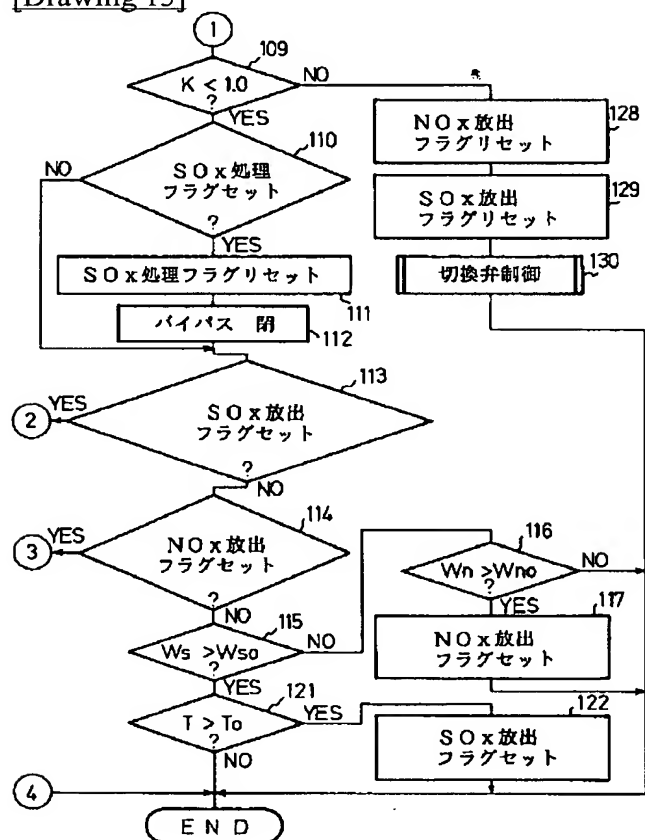 [Drawing 13]
1
109
K < 1.0
?
NO
YES
110
NO
SOx処理
フラグセット
?
YES
SOx処理フラグリセット
111
バイパス 閉
112
NOx放出
フラグリセット
128
SOx放出
フラグリセット
129
切換弁制御
130
113
YES
2
SOx放出
フラグセット
?
NO
114
YES
3
NOx放出
フラグセット
?
NO
115
Ws >Wso
?
NO
YES
116
Wn >Wno
?
NO
YES
117
NOx放出
フラグセット
121
T > To
?
YES
NO
122
SOx放出
フラグセット
4
END